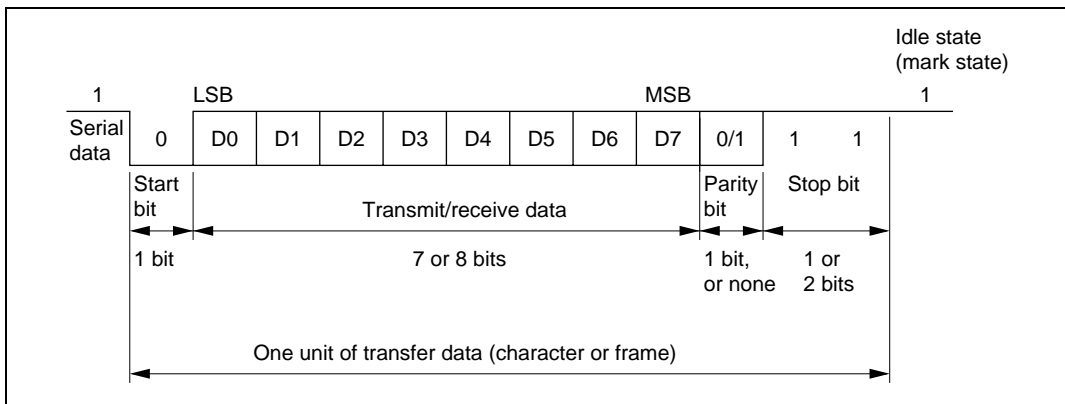 Idle state
(mark state)
1 LSB MSB 1
Serial
data
0 D0 D1 D2 D3 D4 D5 D6 D7 0/1 1 1
Start
bit
Transmit/receive data
Parity
bit
Stop bit
1 bit
7 or 8 bits
1 bit,
or none
1 or
2 bits
One unit of transfer data (character or frame)